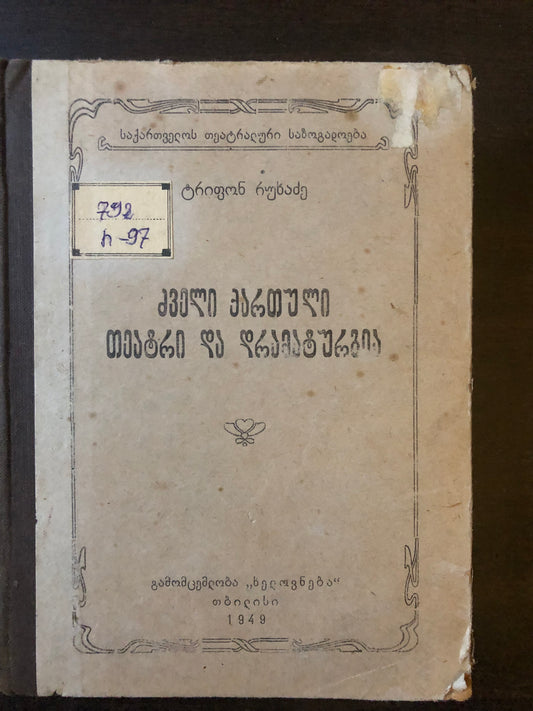 საქართველოს თეატრალური საზოგადოება
ტრიფონ რუხაძე
792
რ-97
ძველი ქართული
თეატრი და დრამატურგია
გამომცემლობა „ხელოვნება“
თბილისი
1949